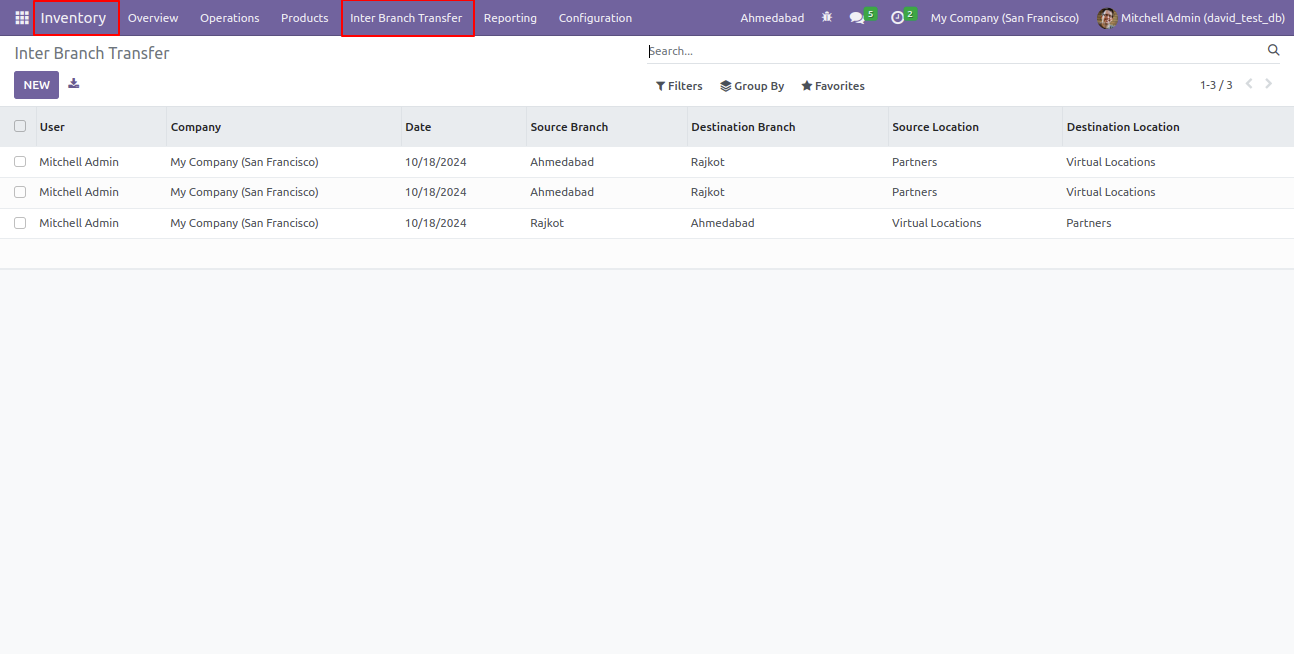 Inventory Overview Operations Products Inter Branch Transfer Reporting Configuration Ahmedabad 5 2 My Company (San Francisco) Mitchell Admin (david_test_db)
Inter Branch Transfer Search...
NEW Filters Group By Favorites 1-3 / 3
User Company Date Source Branch Destination Branch Source Location Destination Location
Mitchell Admin My Company (San Francisco) 10/18/2024 Ahmedabad Rajkot Partners Virtual Locations
Mitchell Admin My Company (San Francisco) 10/18/2024 Ahmedabad Rajkot Partners Virtual Locations
Mitchell Admin My Company (San Francisco) 10/18/2024 Rajkot Ahmedabad Virtual Locations Partners